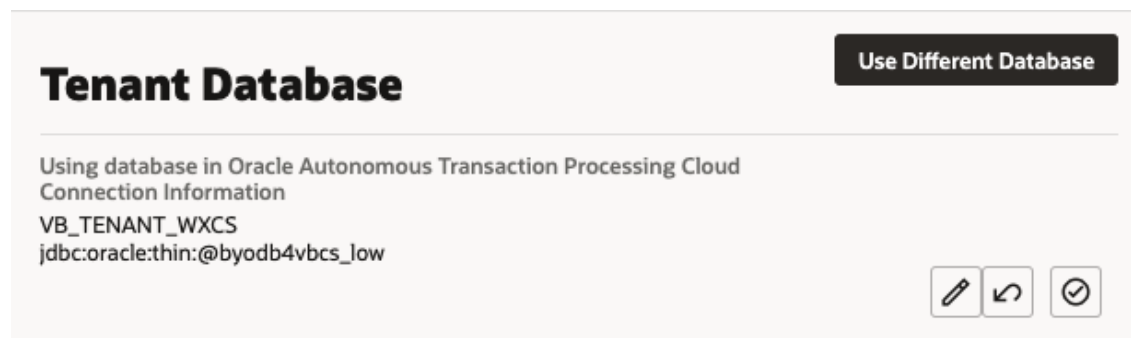 Tenant Database
Use Different Database
Using database in Oracle Autonomous Transaction Processing Cloud
Connection Information
VB_TENANT_WXCS
jdbc:oracle:thin:@byodb4vbcs_low